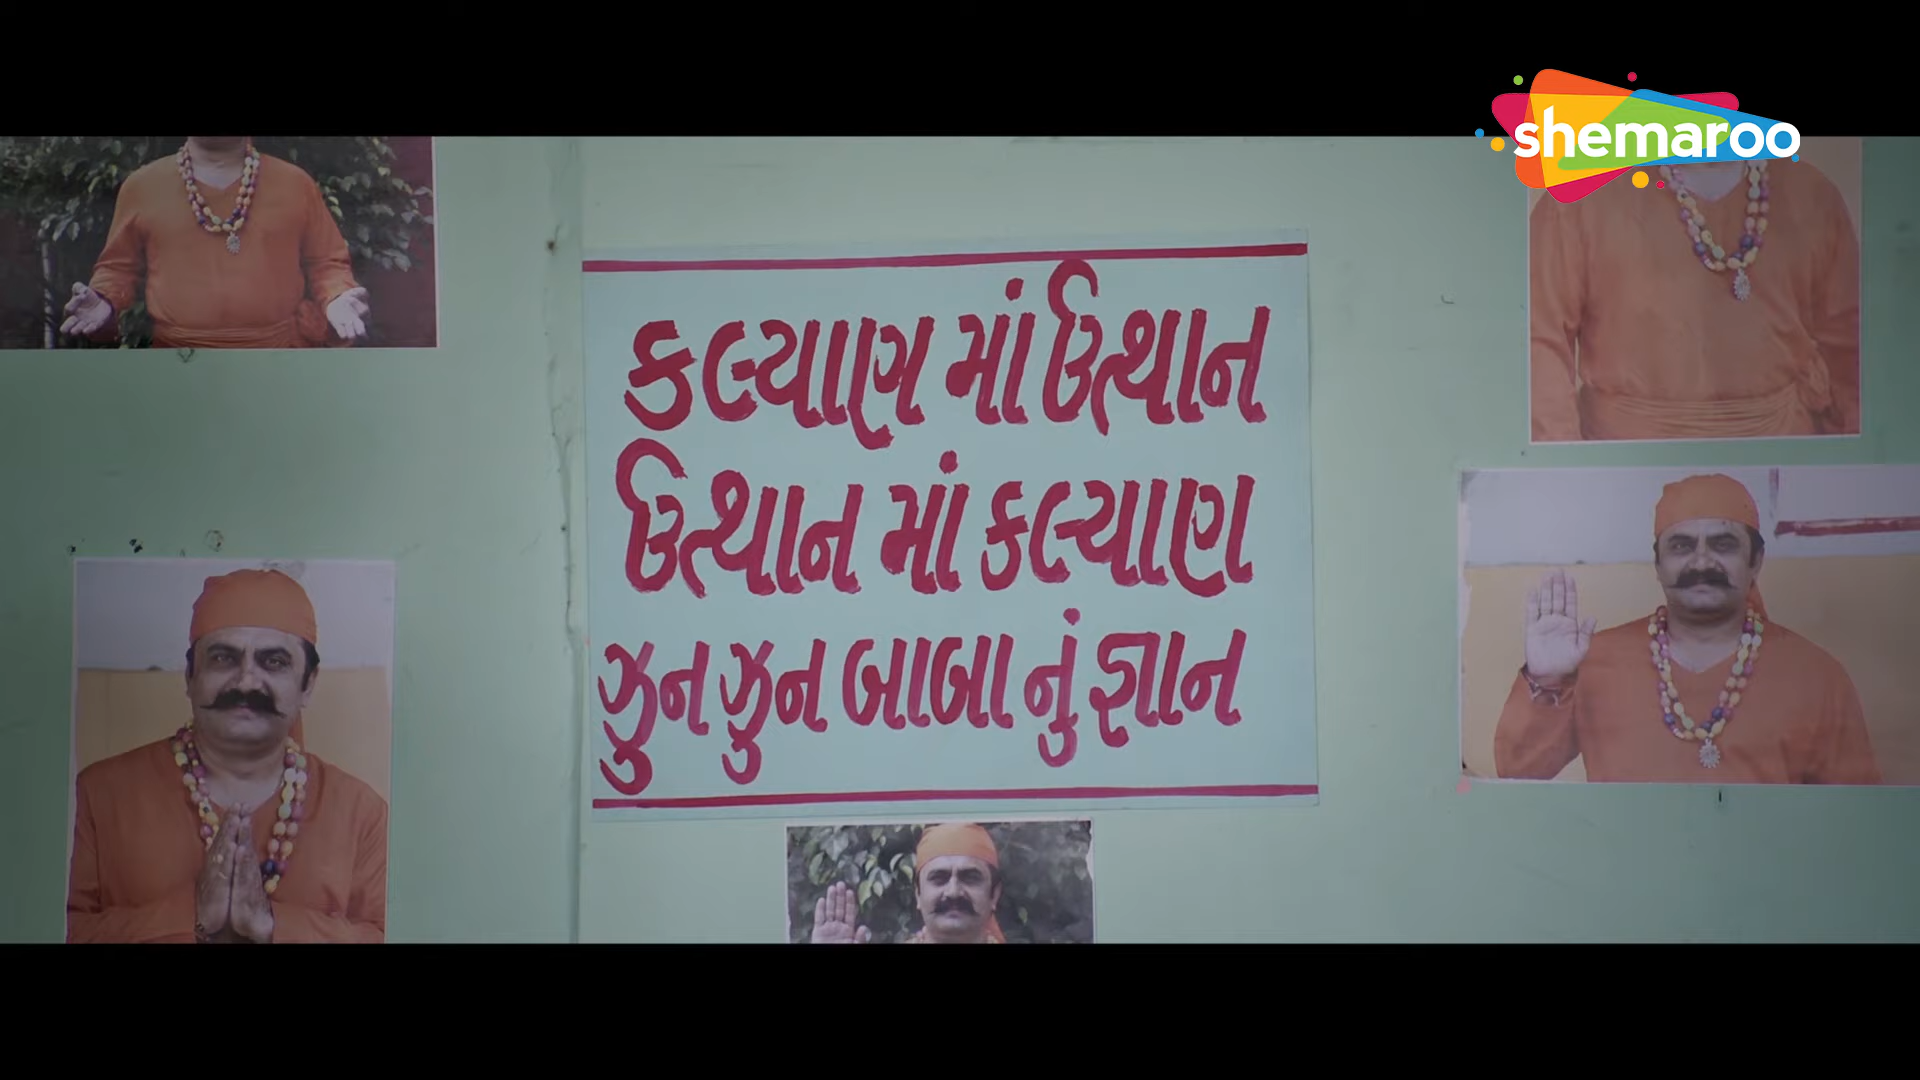 shemaroo
કલ્યાણ માં ઉત્થાન
ઉત્થાન માં કલ્યાણ
ઝુન ઝુન બાબા નું જ્ઞાન